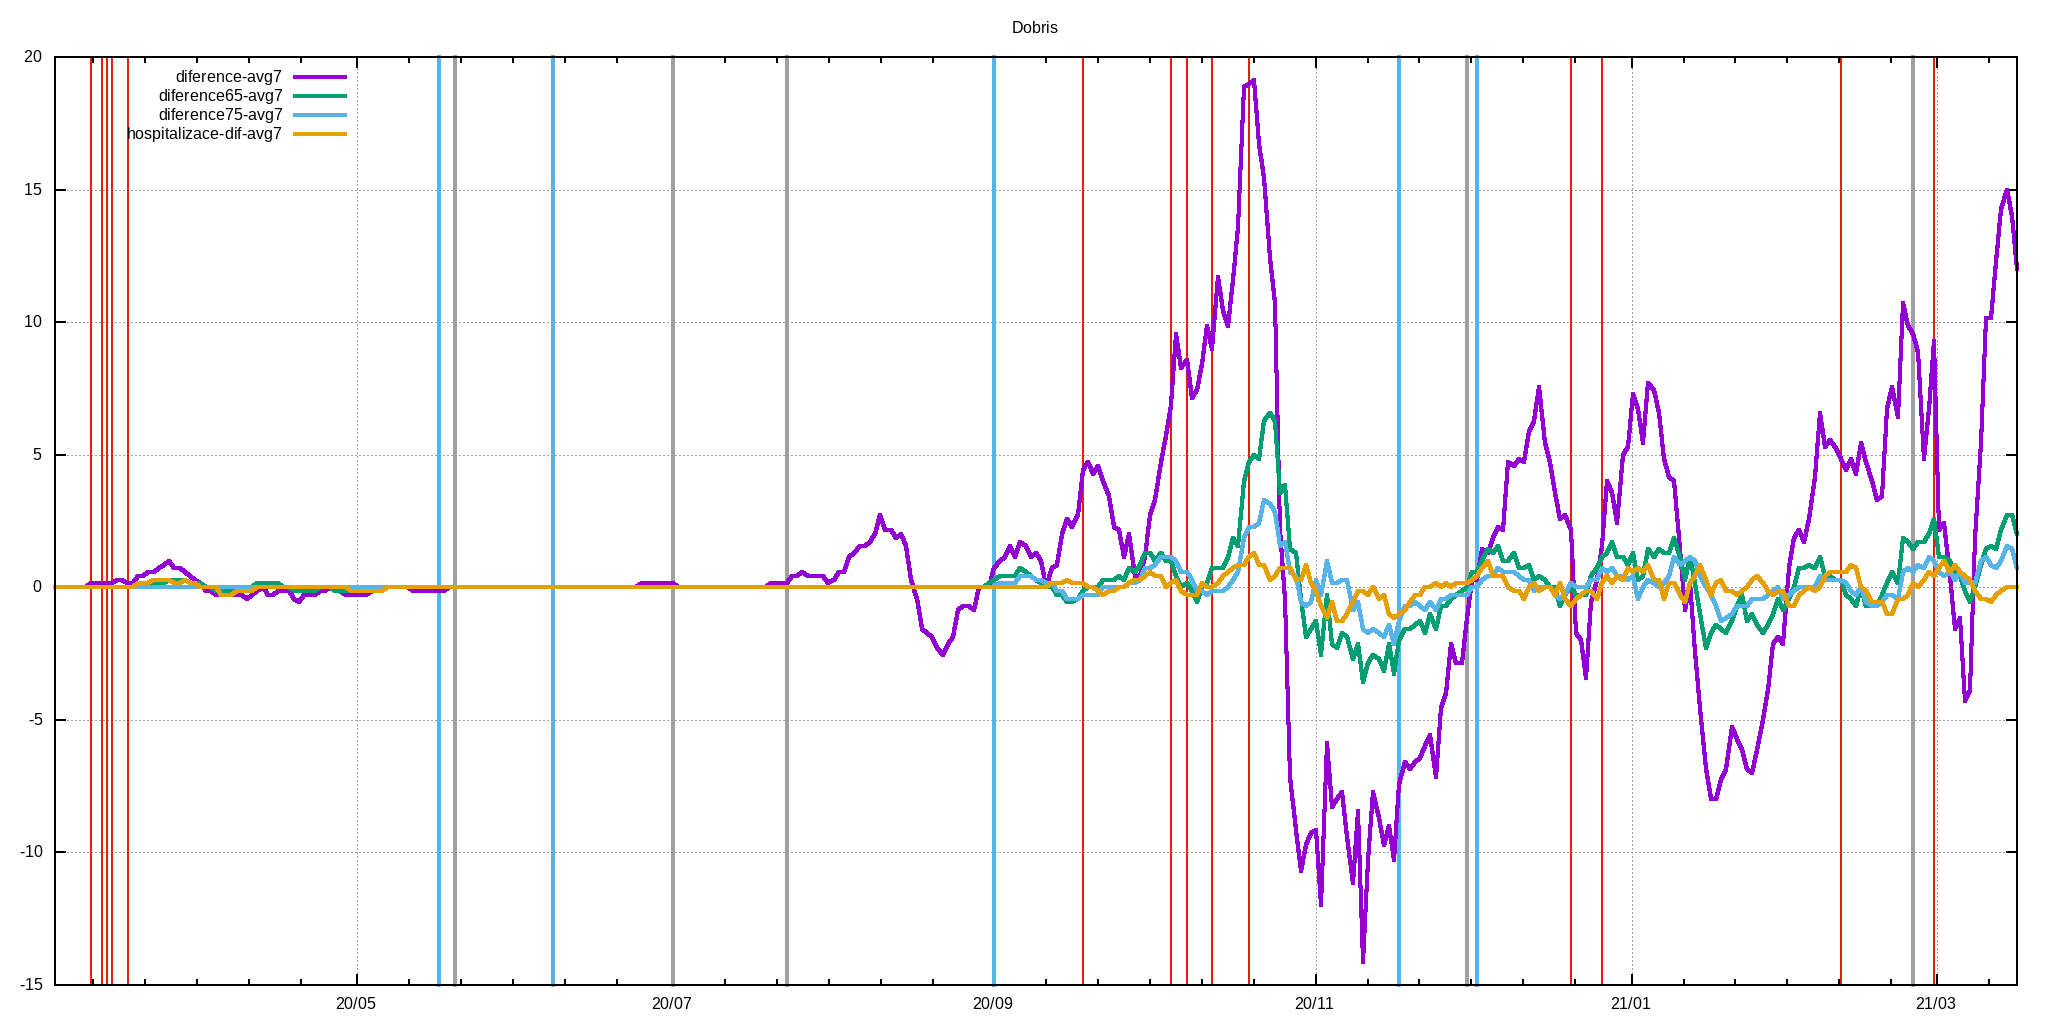 Dobris
20
diference-avg7
diference65-avg7
diference75-avg7
hospitalizace-dif-avg7
15
10
5
0
-5
-10
-15
20/05 20/07 20/09 20/11 21/01 21/03